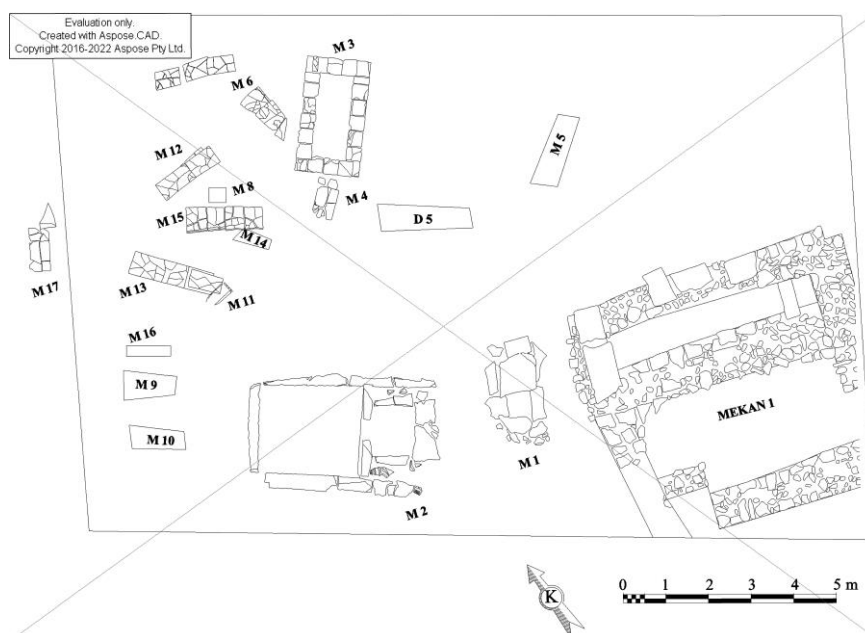 Evaluation only.
Created with Aspose.CAD.
Copyright 2016-2022 Aspose Pty Ltd.
M 3
M 6
M 5
M 12
M 8
M 4
M 15
D 5
M 14
M 17
M 13
M 11
M 16
M 9
MEKAN 1
M 10
M 1
M 2
K
0 1 2 3 4 5 m